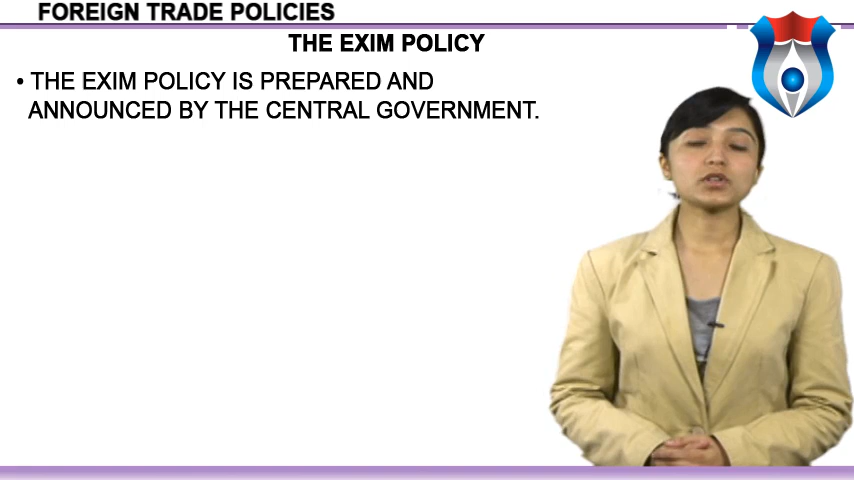 FOREIGN TRADE POLICIES
THE EXIM POLICY
• THE EXIM POLICY IS PREPARED AND
ANNOUNCED BY THE CENTRAL GOVERNMENT.